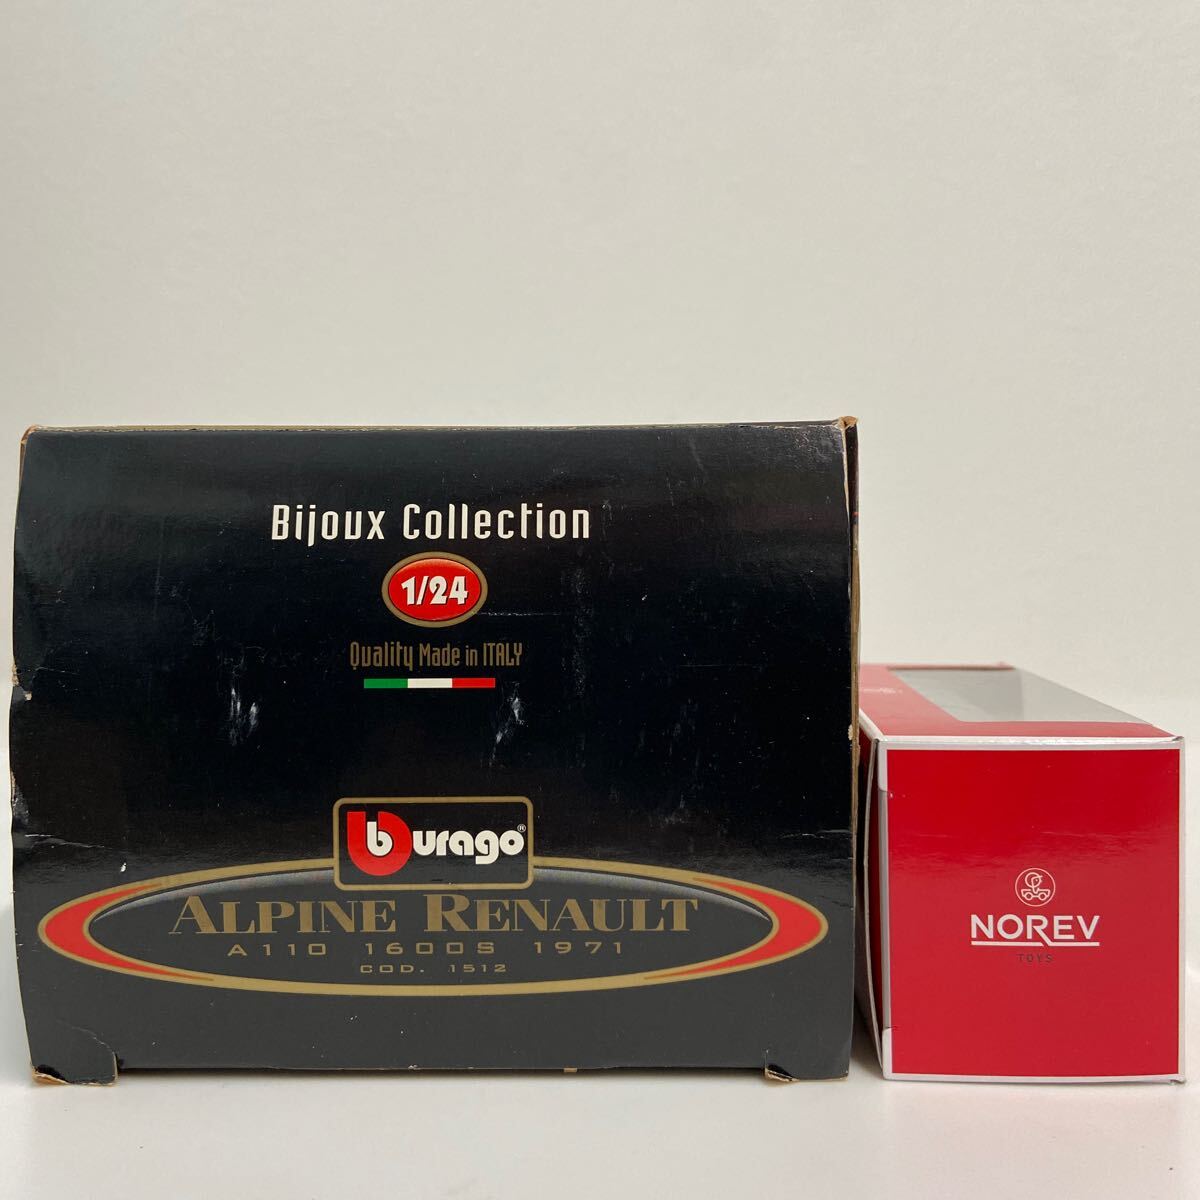 Bijoux Collection
1/24
Quality Made in ITALY
burago®
ALPINE RENAULT
A110 1600S 1971
COD. 1512
NOREV
TOYS